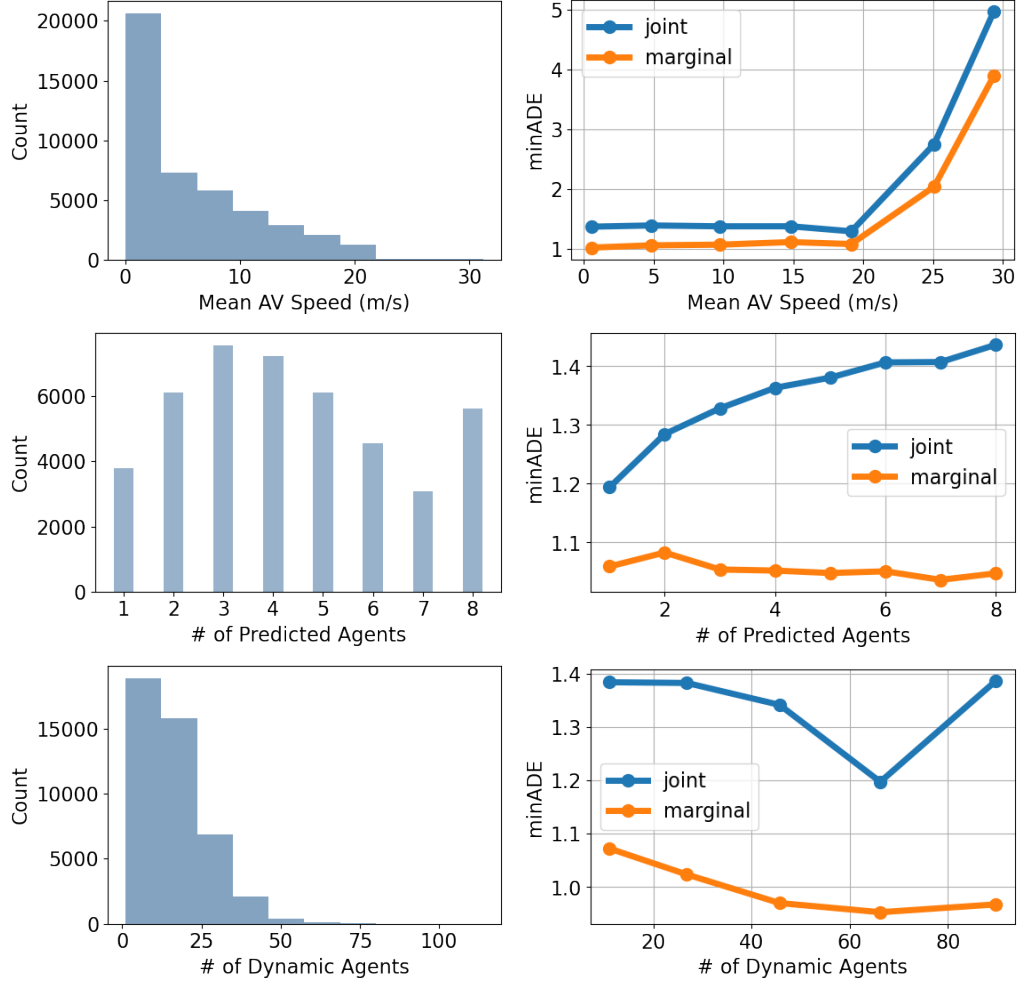 20000
15000
10000
5000
0
Count
0 10 20 30
Mean AV Speed (m/s)
5
4
3
2
1
minADE
joint
marginal
0 5 10 15 20 25 30
Mean AV Speed (m/s)
6000
4000
2000
0
Count
1 2 3 4 5 6 7 8
# of Predicted Agents
1.4
1.3
1.2
1.1
minADE
joint
marginal
2 4 6 8
# of Predicted Agents
15000
10000
5000
0
Count
0 25 50 75 100
# of Dynamic Agents
1.4
1.3
1.2
1.1
1.0
minADE
joint
marginal
20 40 60 80
# of Dynamic Agents